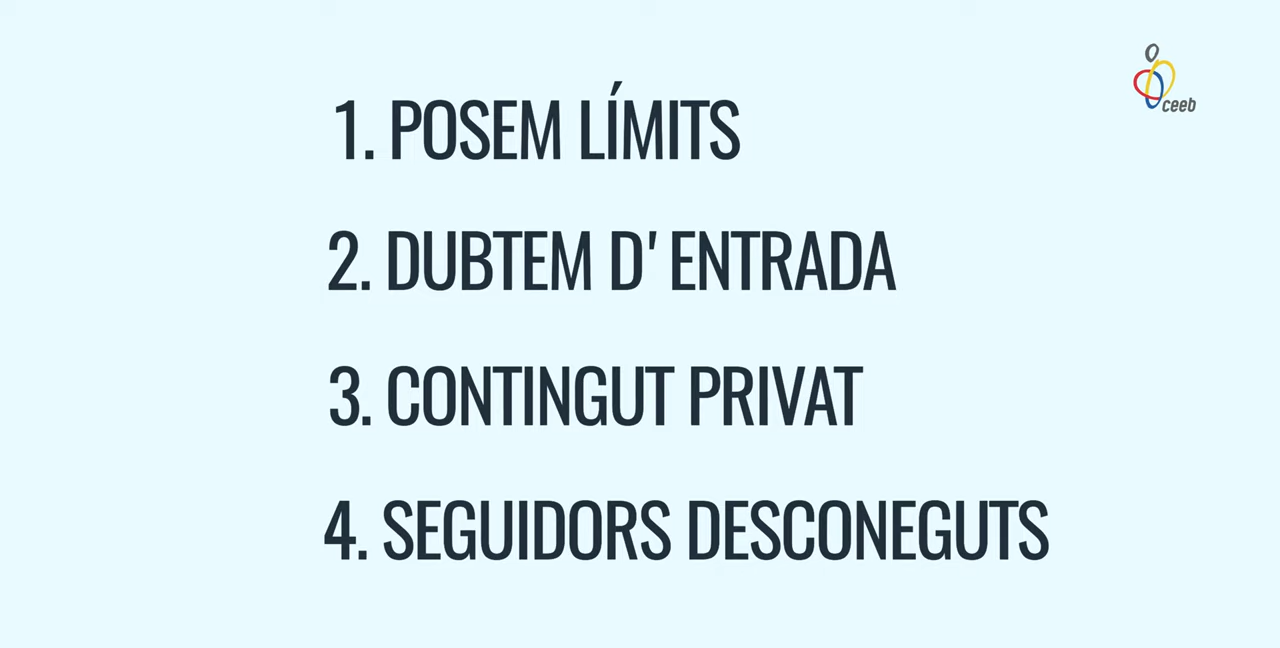 ceeb
1. POSEM LÍMITS
2. DUBTEM D' ENTRADA
3. CONTINGUT PRIVAT
4. SEGUIDORS DESCONEGUTS